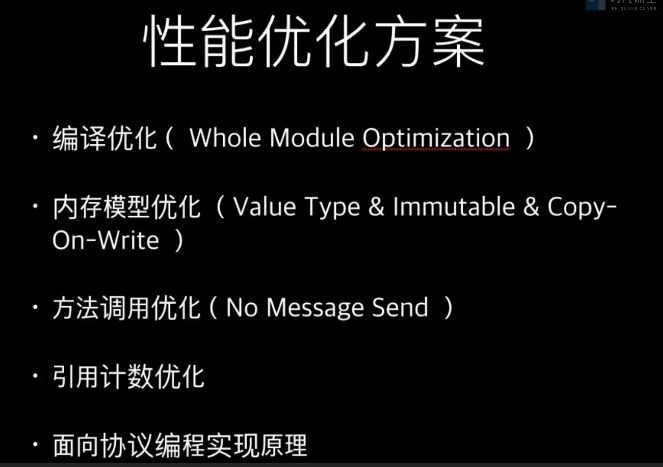 性能优化方案
· 编译优化（ Whole Module Optimization ）
· 内存模型优化 （ Value Type & Immutable & Copy-
On-Write ）
· 方法调用优化（ No Message Send ）
· 引用计数优化
· 面向协议编程实现原理